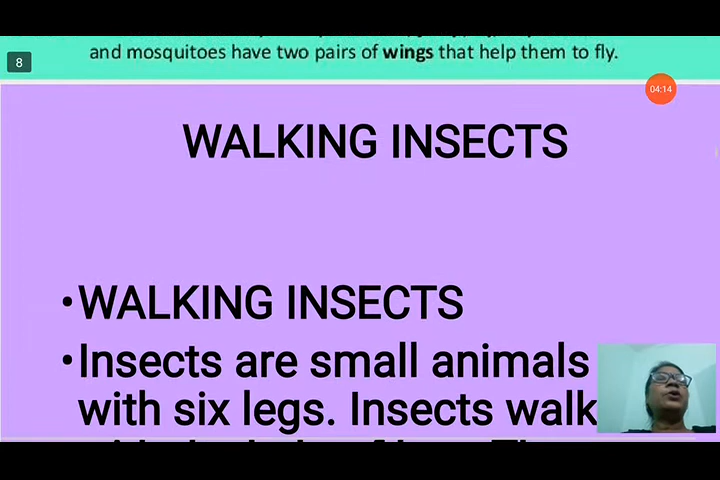 and mosquitoes have two pairs of wings that help them to fly.
8
04:14
WALKING INSECTS
•WALKING INSECTS
•Insects are small animals
with six legs. Insects walk